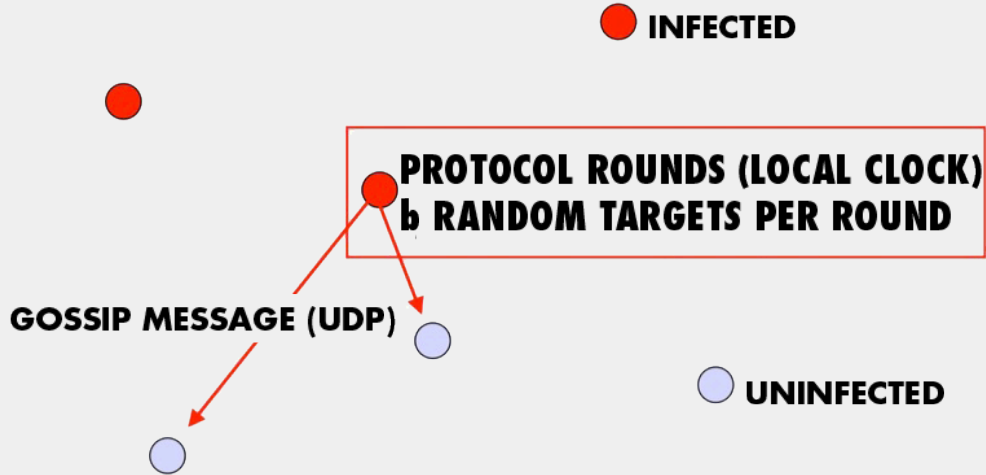 INFECTED
PROTOCOL ROUNDS (LOCAL CLOCK)
b RANDOM TARGETS PER ROUND
GOSSIP MESSAGE (UDP)
UNINFECTED